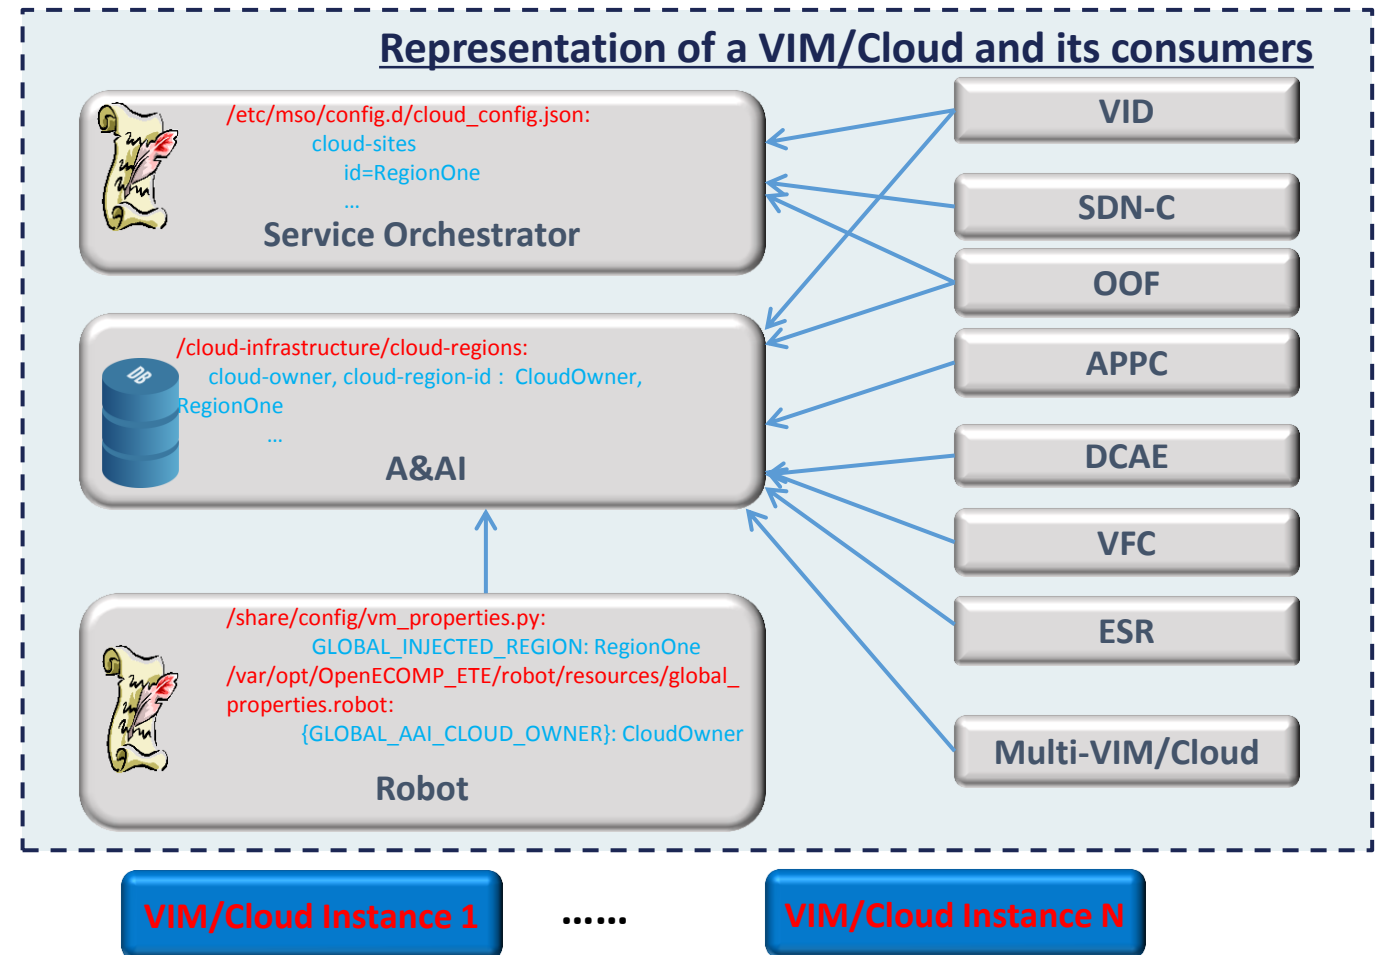 Representation of a VIM/Cloud and its consumers
/etc/mso/config.d/cloud_config.json:
cloud-sites
id=RegionOne
...
Service Orchestrator
/cloud-infrastructure/cloud-regions:
cloud-owner, cloud-region-id : CloudOwner,
RegionOne
...
DB
A&AI
/share/config/vm_properties.py:
GLOBAL_INJECTED_REGION: RegionOne
/var/opt/OpenECOMP_ETE/robot/resources/global_
properties.robot:
{GLOBAL_AAI_CLOUD_OWNER}: CloudOwner
Robot
VID
SDN-C
OOF
APPC
DCAE
VFC
ESR
Multi-VIM/Cloud
VIM/Cloud Instance 1
......
VIM/Cloud Instance N